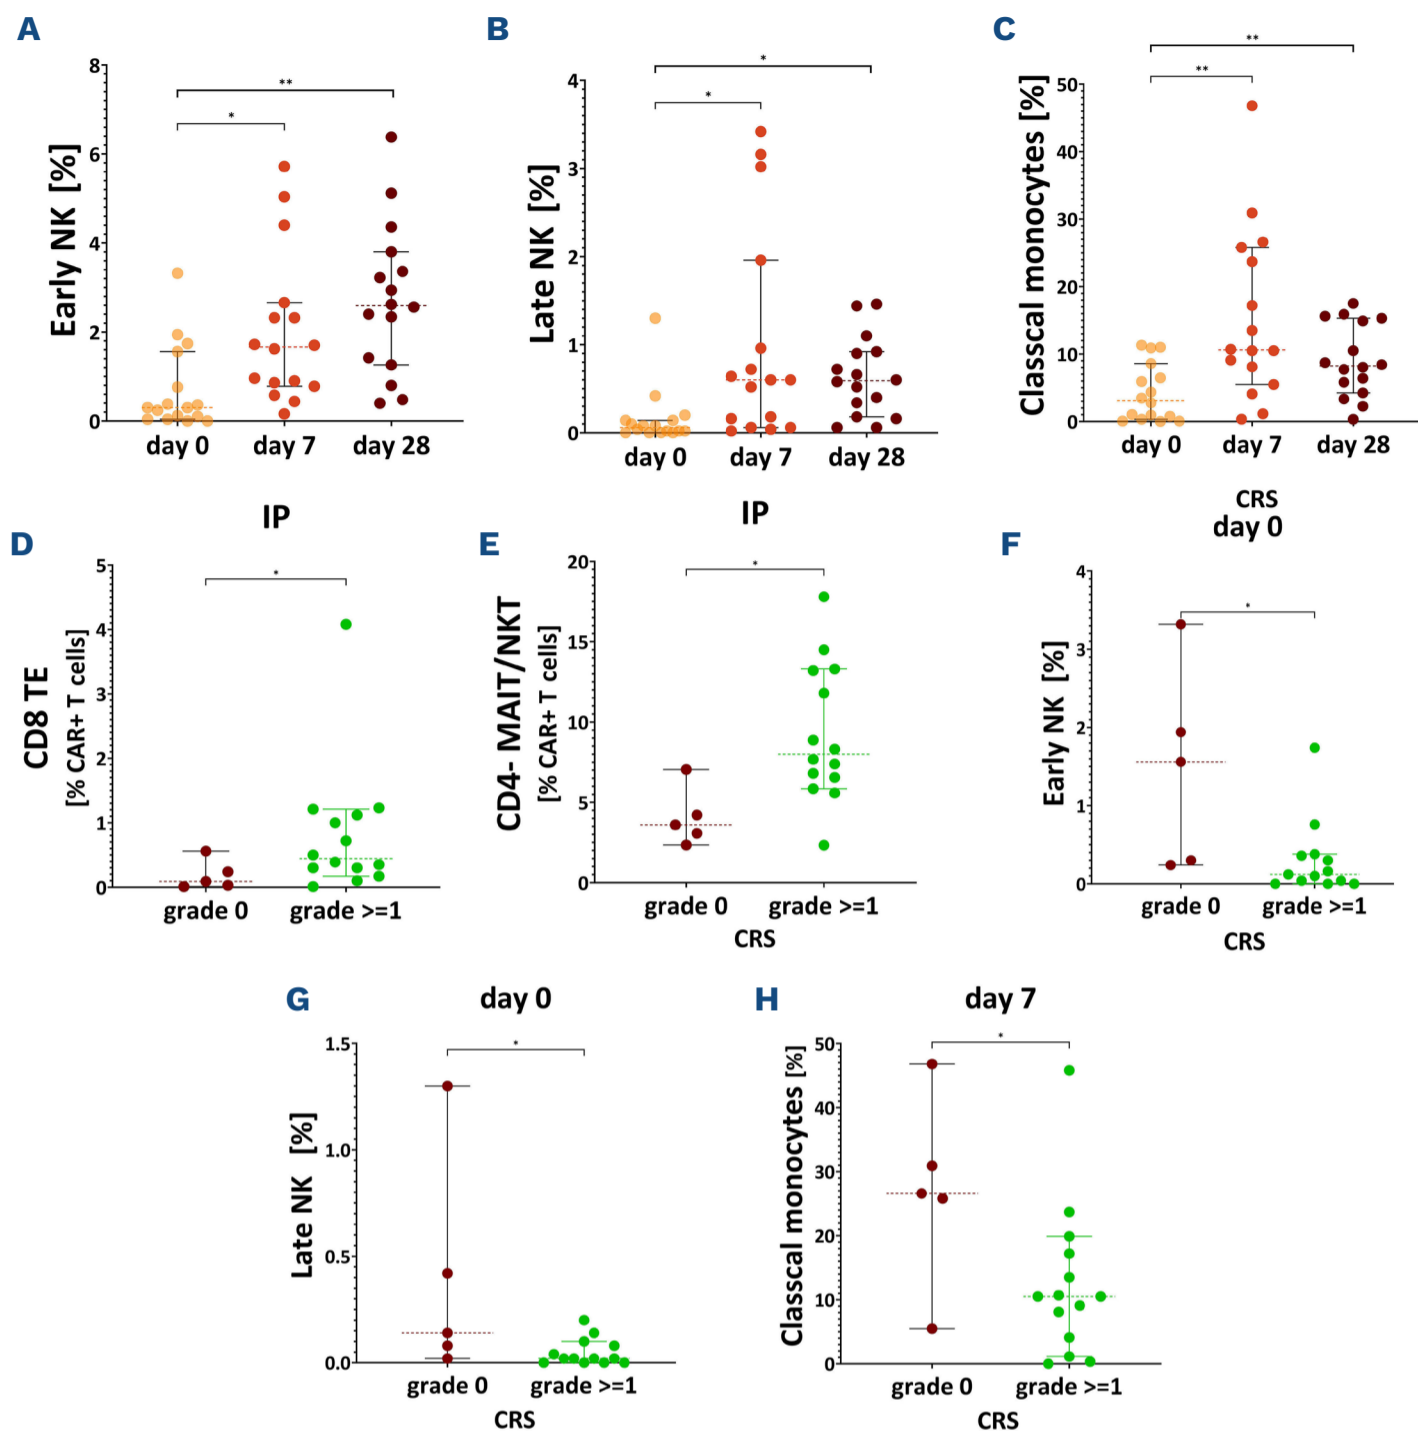 A
B
C
**
*
8
6
4
2
0
Early NK [%]
day 0 day 7 day 28
*
*
4
3
2
1
0
Late NK [%]
day 0 day 7 day 28
**
**
50
40
30
20
10
0
Classcal monocytes [%]
day 0 day 7 day 28
D
IP
*
5
4
3
2
1
0
CD8 TE
[% CAR+ T cells]
grade 0 grade >=1
CRS
E
IP
*
20
15
10
5
0
CD4- MAIT/NKT
[% CAR+ T cells]
grade 0 grade >=1
CRS
F
day 0
*
4
3
2
1
0
Early NK [%]
grade 0 grade >=1
CRS
G
day 0
*
1.5
1.0
0.5
0.0
Late NK [%]
grade 0 grade >=1
CRS
H
day 7
*
50
40
30
20
10
0
Classcal monocytes [%]
grade 0 grade >=1
CRS